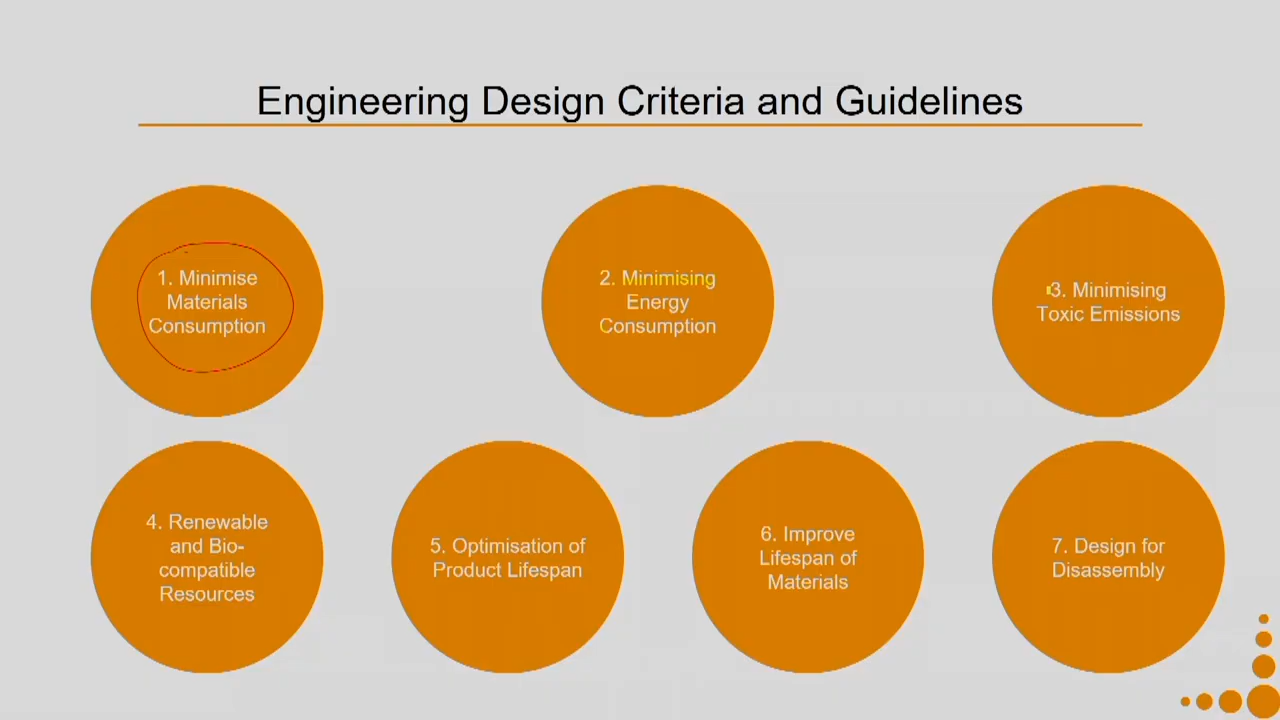 Engineering Design Criteria and Guidelines
1. Minimise
Materials
Consumption
2. Minimising
Energy
Consumption
3. Minimising
Toxic Emissions
4. Renewable
and Bio-
compatible
Resources
5. Optimisation of
Product Lifespan
6. Improve
Lifespan of
Materials
7. Design for
Disassembly